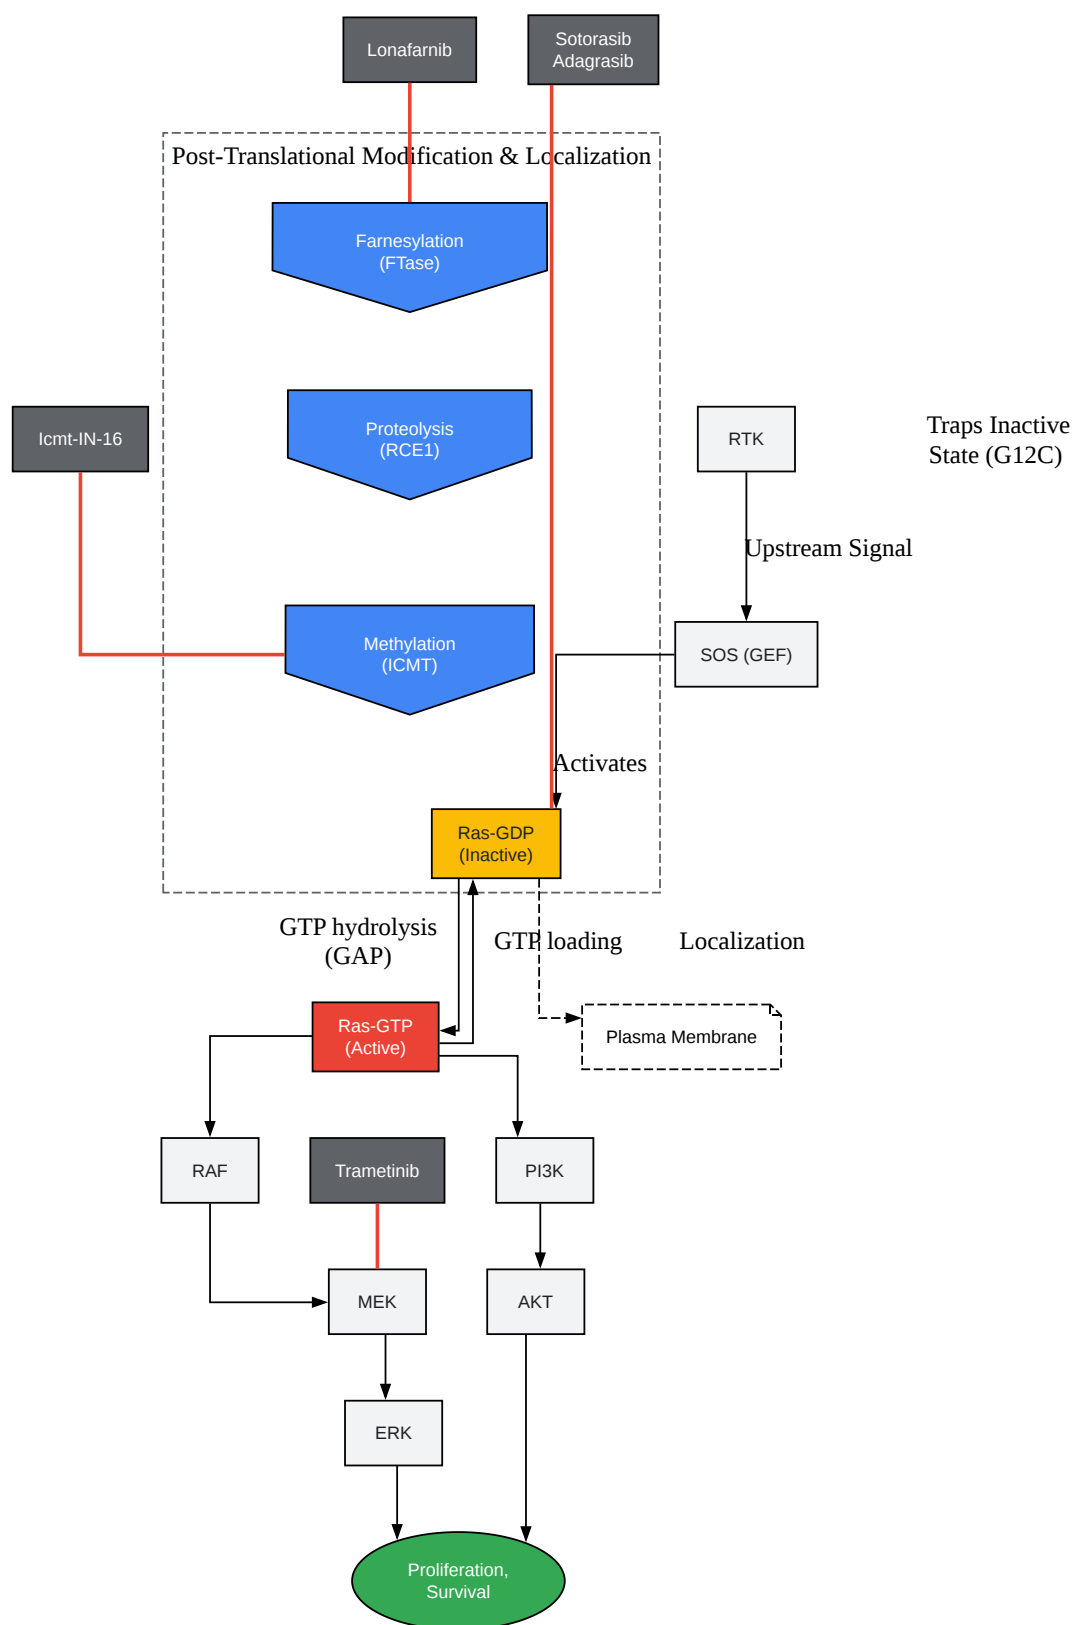 Lonafarnib
Sotorasib
Adagrasib
Post-Translational Modification & Localization
Farnesylation
(FTase)
Icmt-IN-16
Proteolysis
(RCE1)
RTK
Traps Inactive
State (G12C)
Upstream Signal
Methylation
(ICMT)
SOS (GEF)
Activates
Ras-GDP
(Inactive)
GTP hydrolysis
(GAP)
GTP loading
Localization
Ras-GTP
(Active)
Plasma Membrane
RAF
Trametinib
PI3K
MEK
AKT
ERK
Proliferation,
Survival